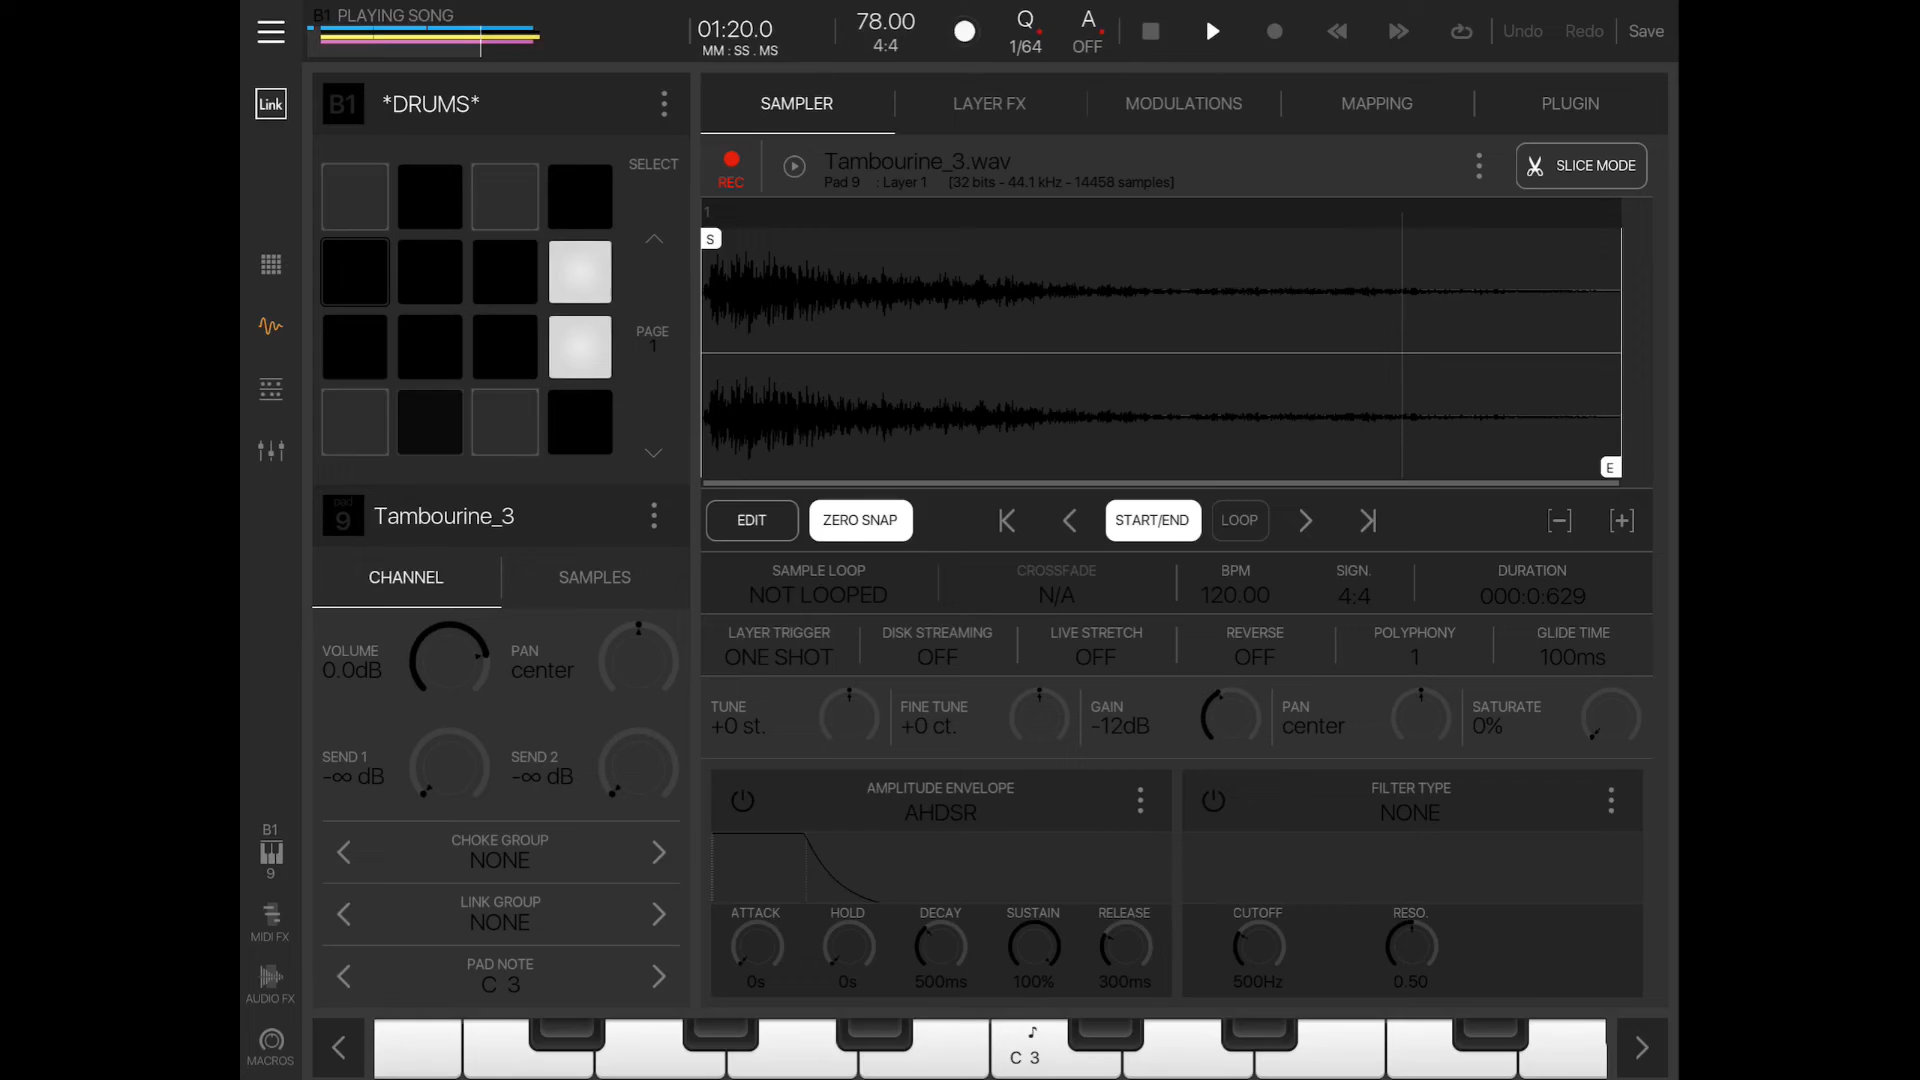 B1 PLAYING SONG
01:20.0
MM : SS . MS
78.00
4:4
Q
1/64
A
OFF
Undo
Redo
Save
Link
B1
*DRUMS*
SELECT
PAGE
1
pad
9
Tambourine_3
CHANNEL
SAMPLES
VOLUME
0.0dB
PAN
center
SEND 1
-∞ dB
SEND 2
-∞ dB
CHOKE GROUP
NONE
LINK GROUP
NONE
PAD NOTE
C 3
B1
9
MIDI FX
AUDIO FX
MACROS
SAMPLER
LAYER FX
MODULATIONS
MAPPING
PLUGIN
REC
Tambourine_3.wav
Pad 9 : Layer 1 [32 bits - 44.1 kHz - 14458 samples]
SLICE MODE
1
S
E
EDIT
ZERO SNAP
START/END
LOOP
[-]
[+]
SAMPLE LOOP
NOT LOOPED
CROSSFADE
N/A
BPM
120.00
SIGN.
4:4
DURATION
000:0:629
LAYER TRIGGER
ONE SHOT
DISK STREAMING
OFF
LIVE STRETCH
OFF
REVERSE
OFF
POLYPHONY
1
GLIDE TIME
100ms
TUNE
+0 st.
FINE TUNE
+0 ct.
GAIN
-12dB
PAN
center
SATURATE
0%
AMPLITUDE ENVELOPE
AHDSR
ATTACK
0s
HOLD
0s
DECAY
500ms
SUSTAIN
100%
RELEASE
300ms
FILTER TYPE
NONE
CUTOFF
500Hz
RESO.
0.50
C 3